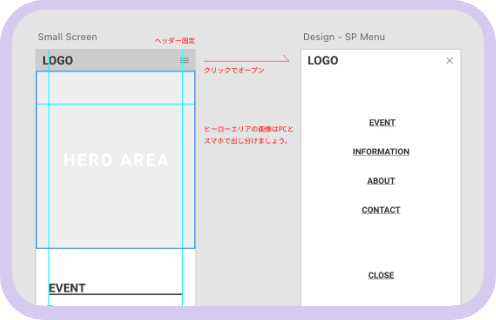 Small Screen
ヘッダー固定
LOGO
クリックでオープン
ヒーローエリアの画像はPCと
スマホで出し分けましょう。
HERO AREA
EVENT
Design - SP Menu
LOGO
×
EVENT
INFORMATION
ABOUT
CONTACT
CLOSE